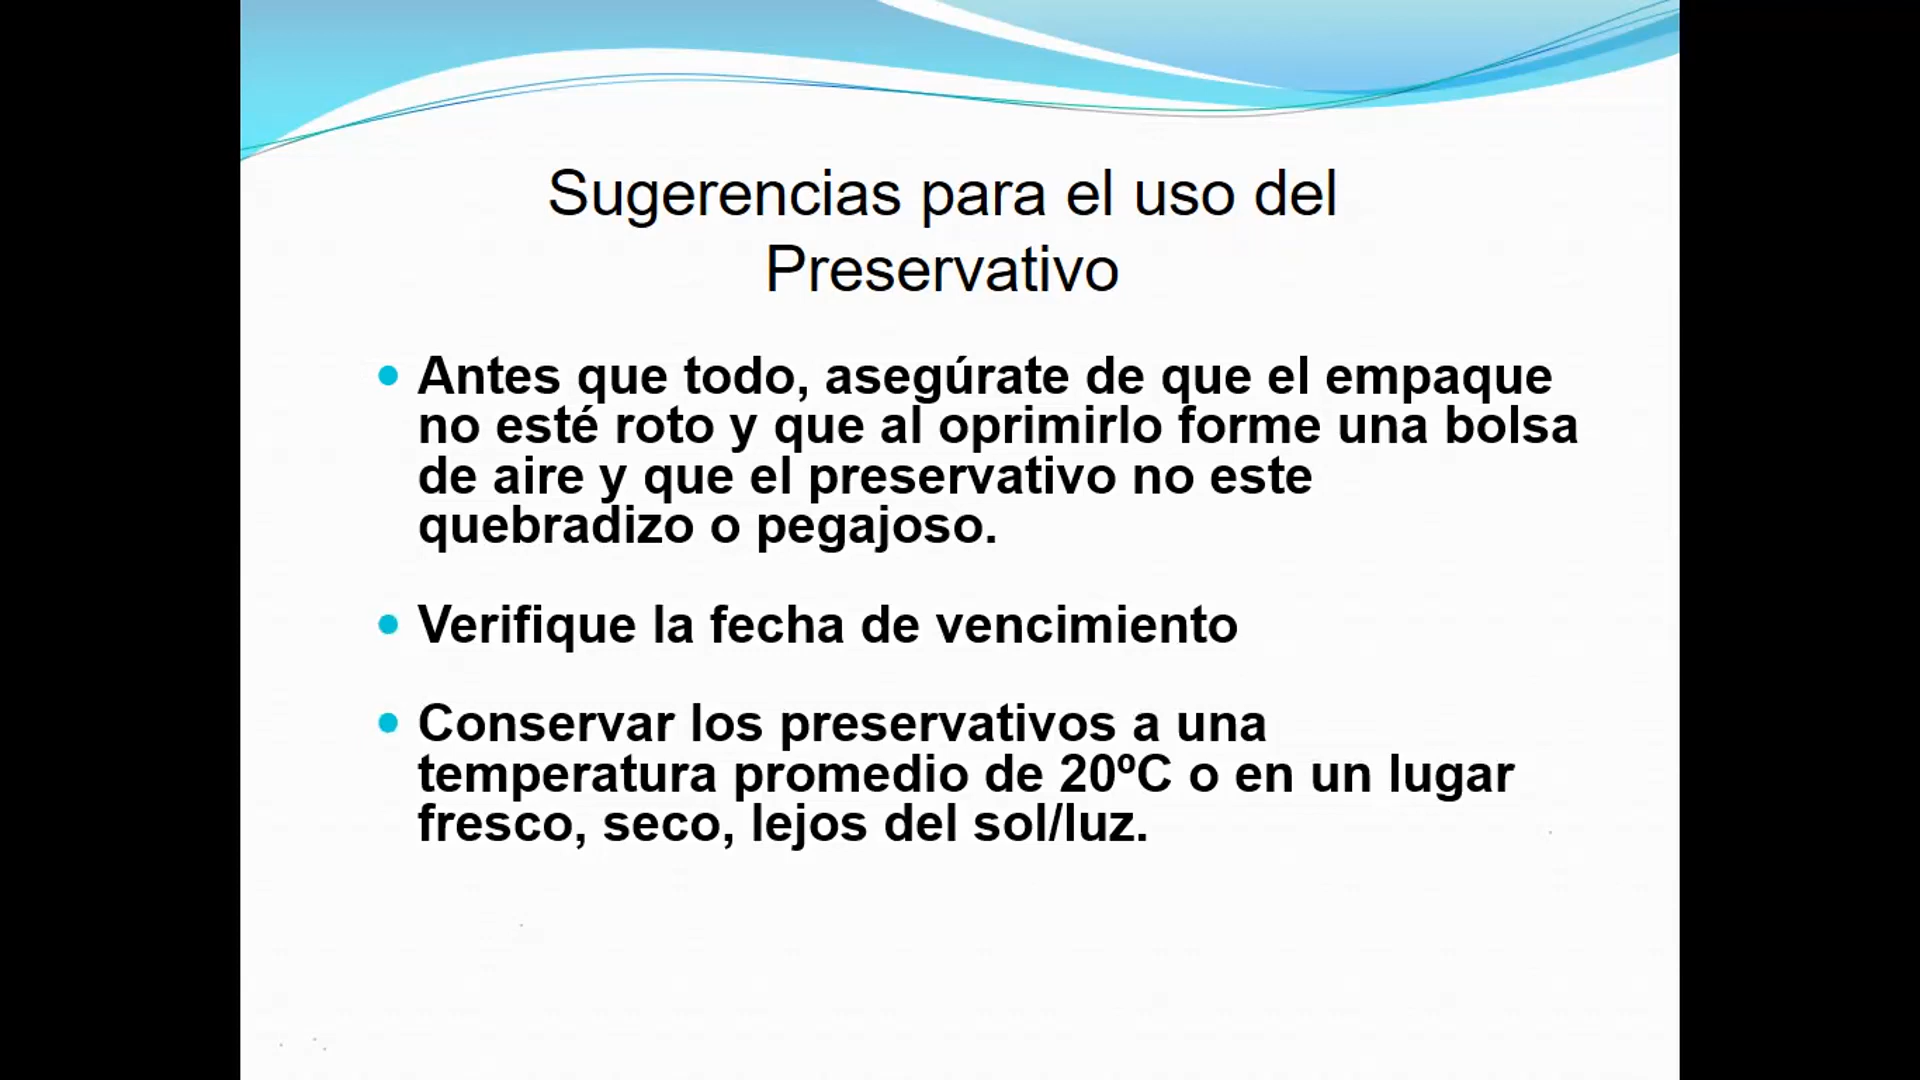 Sugerencias para el uso del
Preservativo
• Antes que todo, asegúrate de que el empaque
no esté roto y que al oprimirlo forme una bolsa
de aire y que el preservativo no este
quebradizo o pegajoso.
• Verifique la fecha de vencimiento
• Conservar los preservativos a una
temperatura promedio de 20ºC o en un lugar
fresco, seco, lejos del sol/luz.